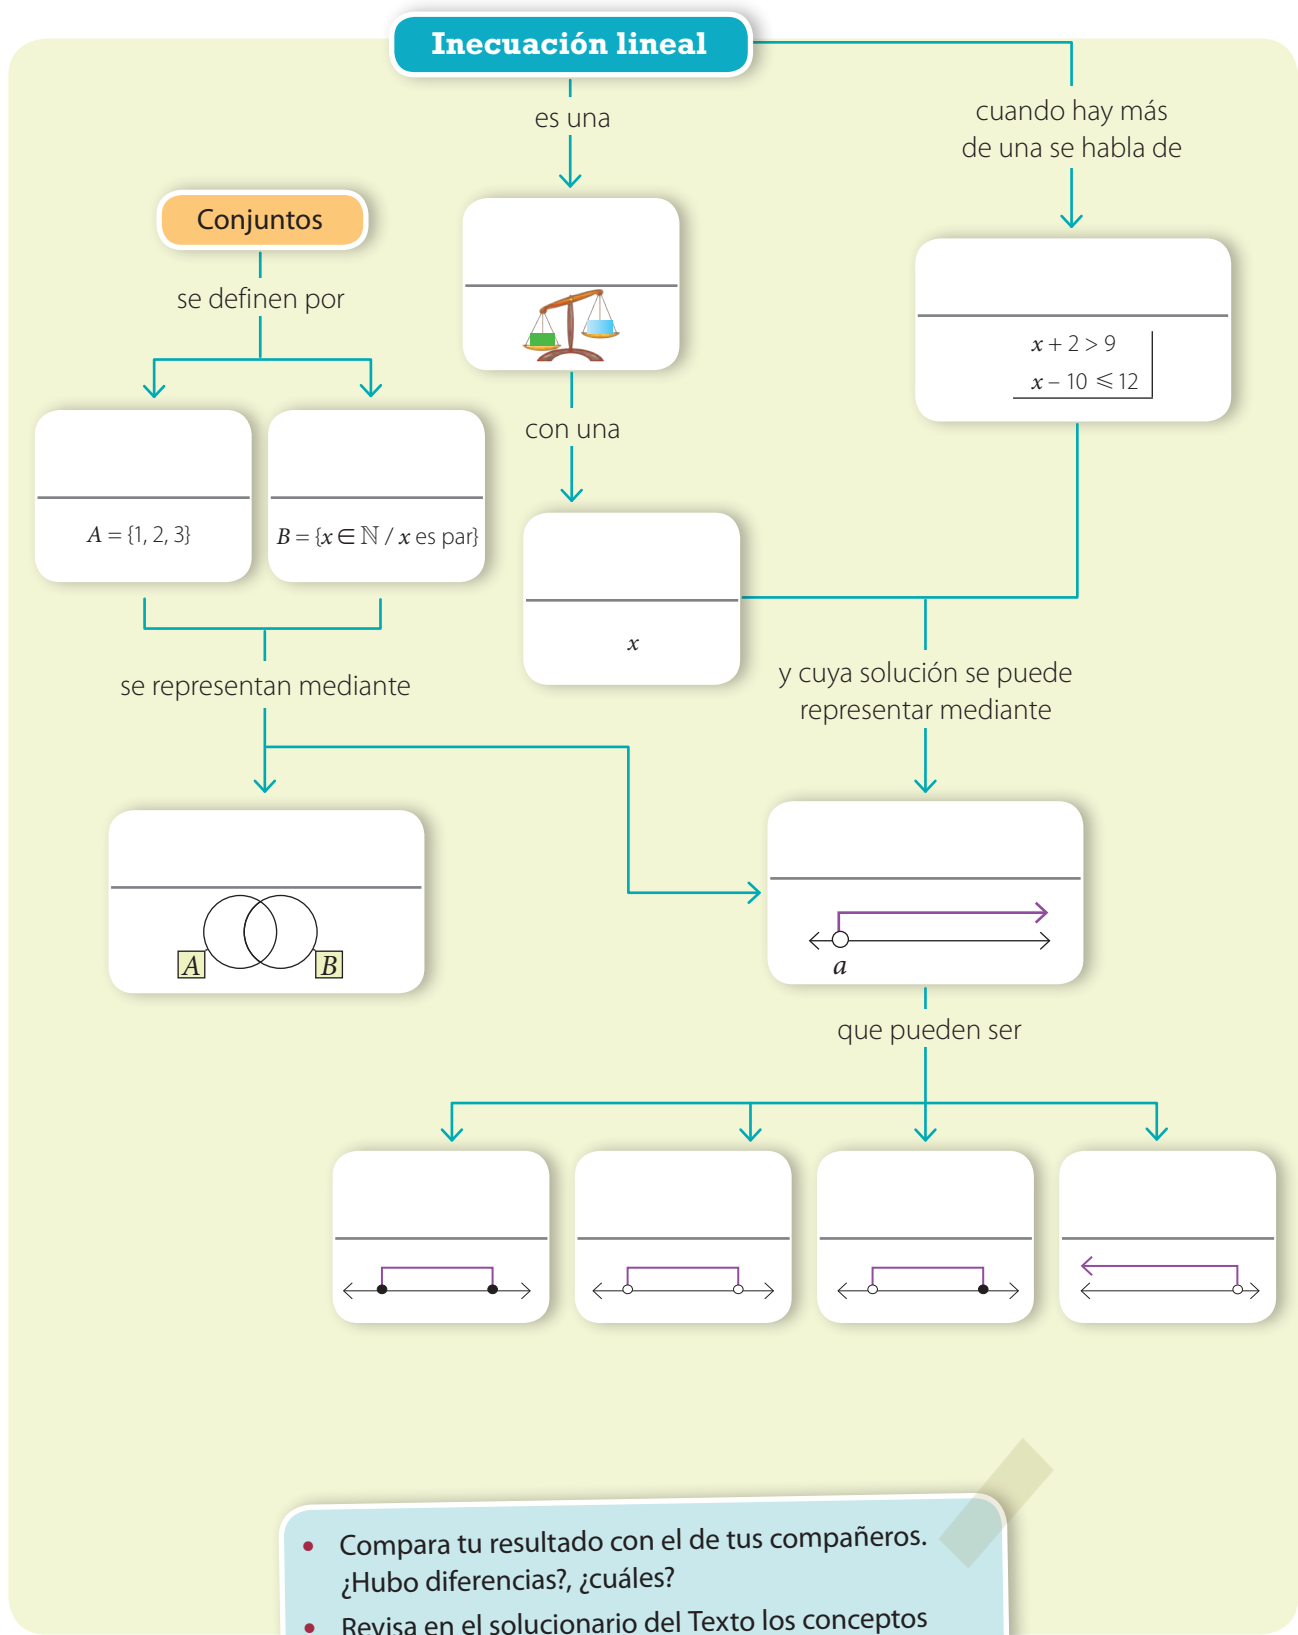 Inecuación lineal
es una
cuando hay más
de una se habla de
Conjuntos
se definen por
x + 2 > 9
x – 10 ⩽ 12
con una
A = {1, 2, 3}
B = {x ∈ ℕ / x es par}
x
se representan mediante
y cuya solución se puede
representar mediante
A
B
a
que pueden ser
• Compara tu resultado con el de tus compañeros.
¿Hubo diferencias?, ¿cuáles?
• Revisa en el solucionario del Texto los conceptos